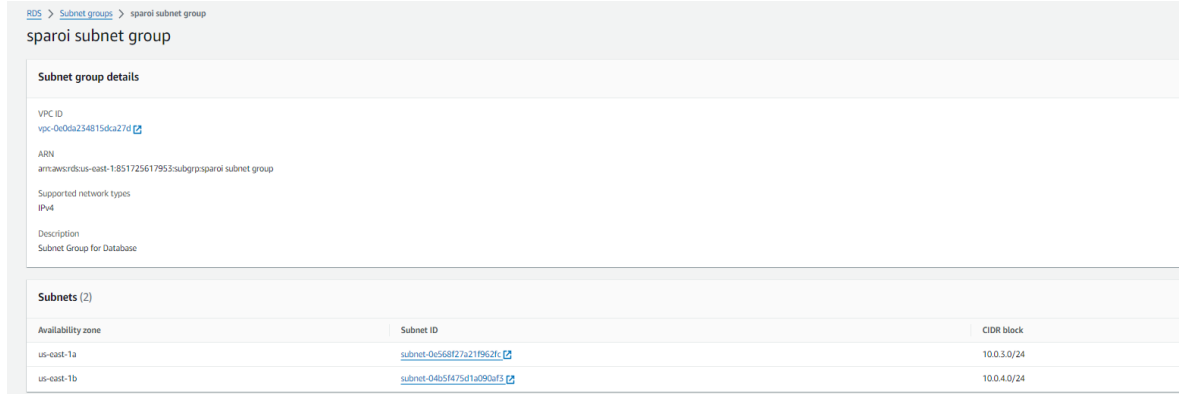 RDS > Subnet groups > sparoi subnet group
sparoi subnet group
Subnet group details
VPC ID
vpc-0e0da234815dca27d
ARN
arn:aws:rds:us-east-1:851725617953:subgrp:sparoi subnet group
Supported network types
IPv4
Description
Subnet Group for Database
Subnets (2)
Availability zone Subnet ID CIDR block
us-east-1a subnet-0e568f27a21f962fc 10.0.3.0/24
us-east-1b subnet-04b5f475d1a090af3 10.0.4.0/24